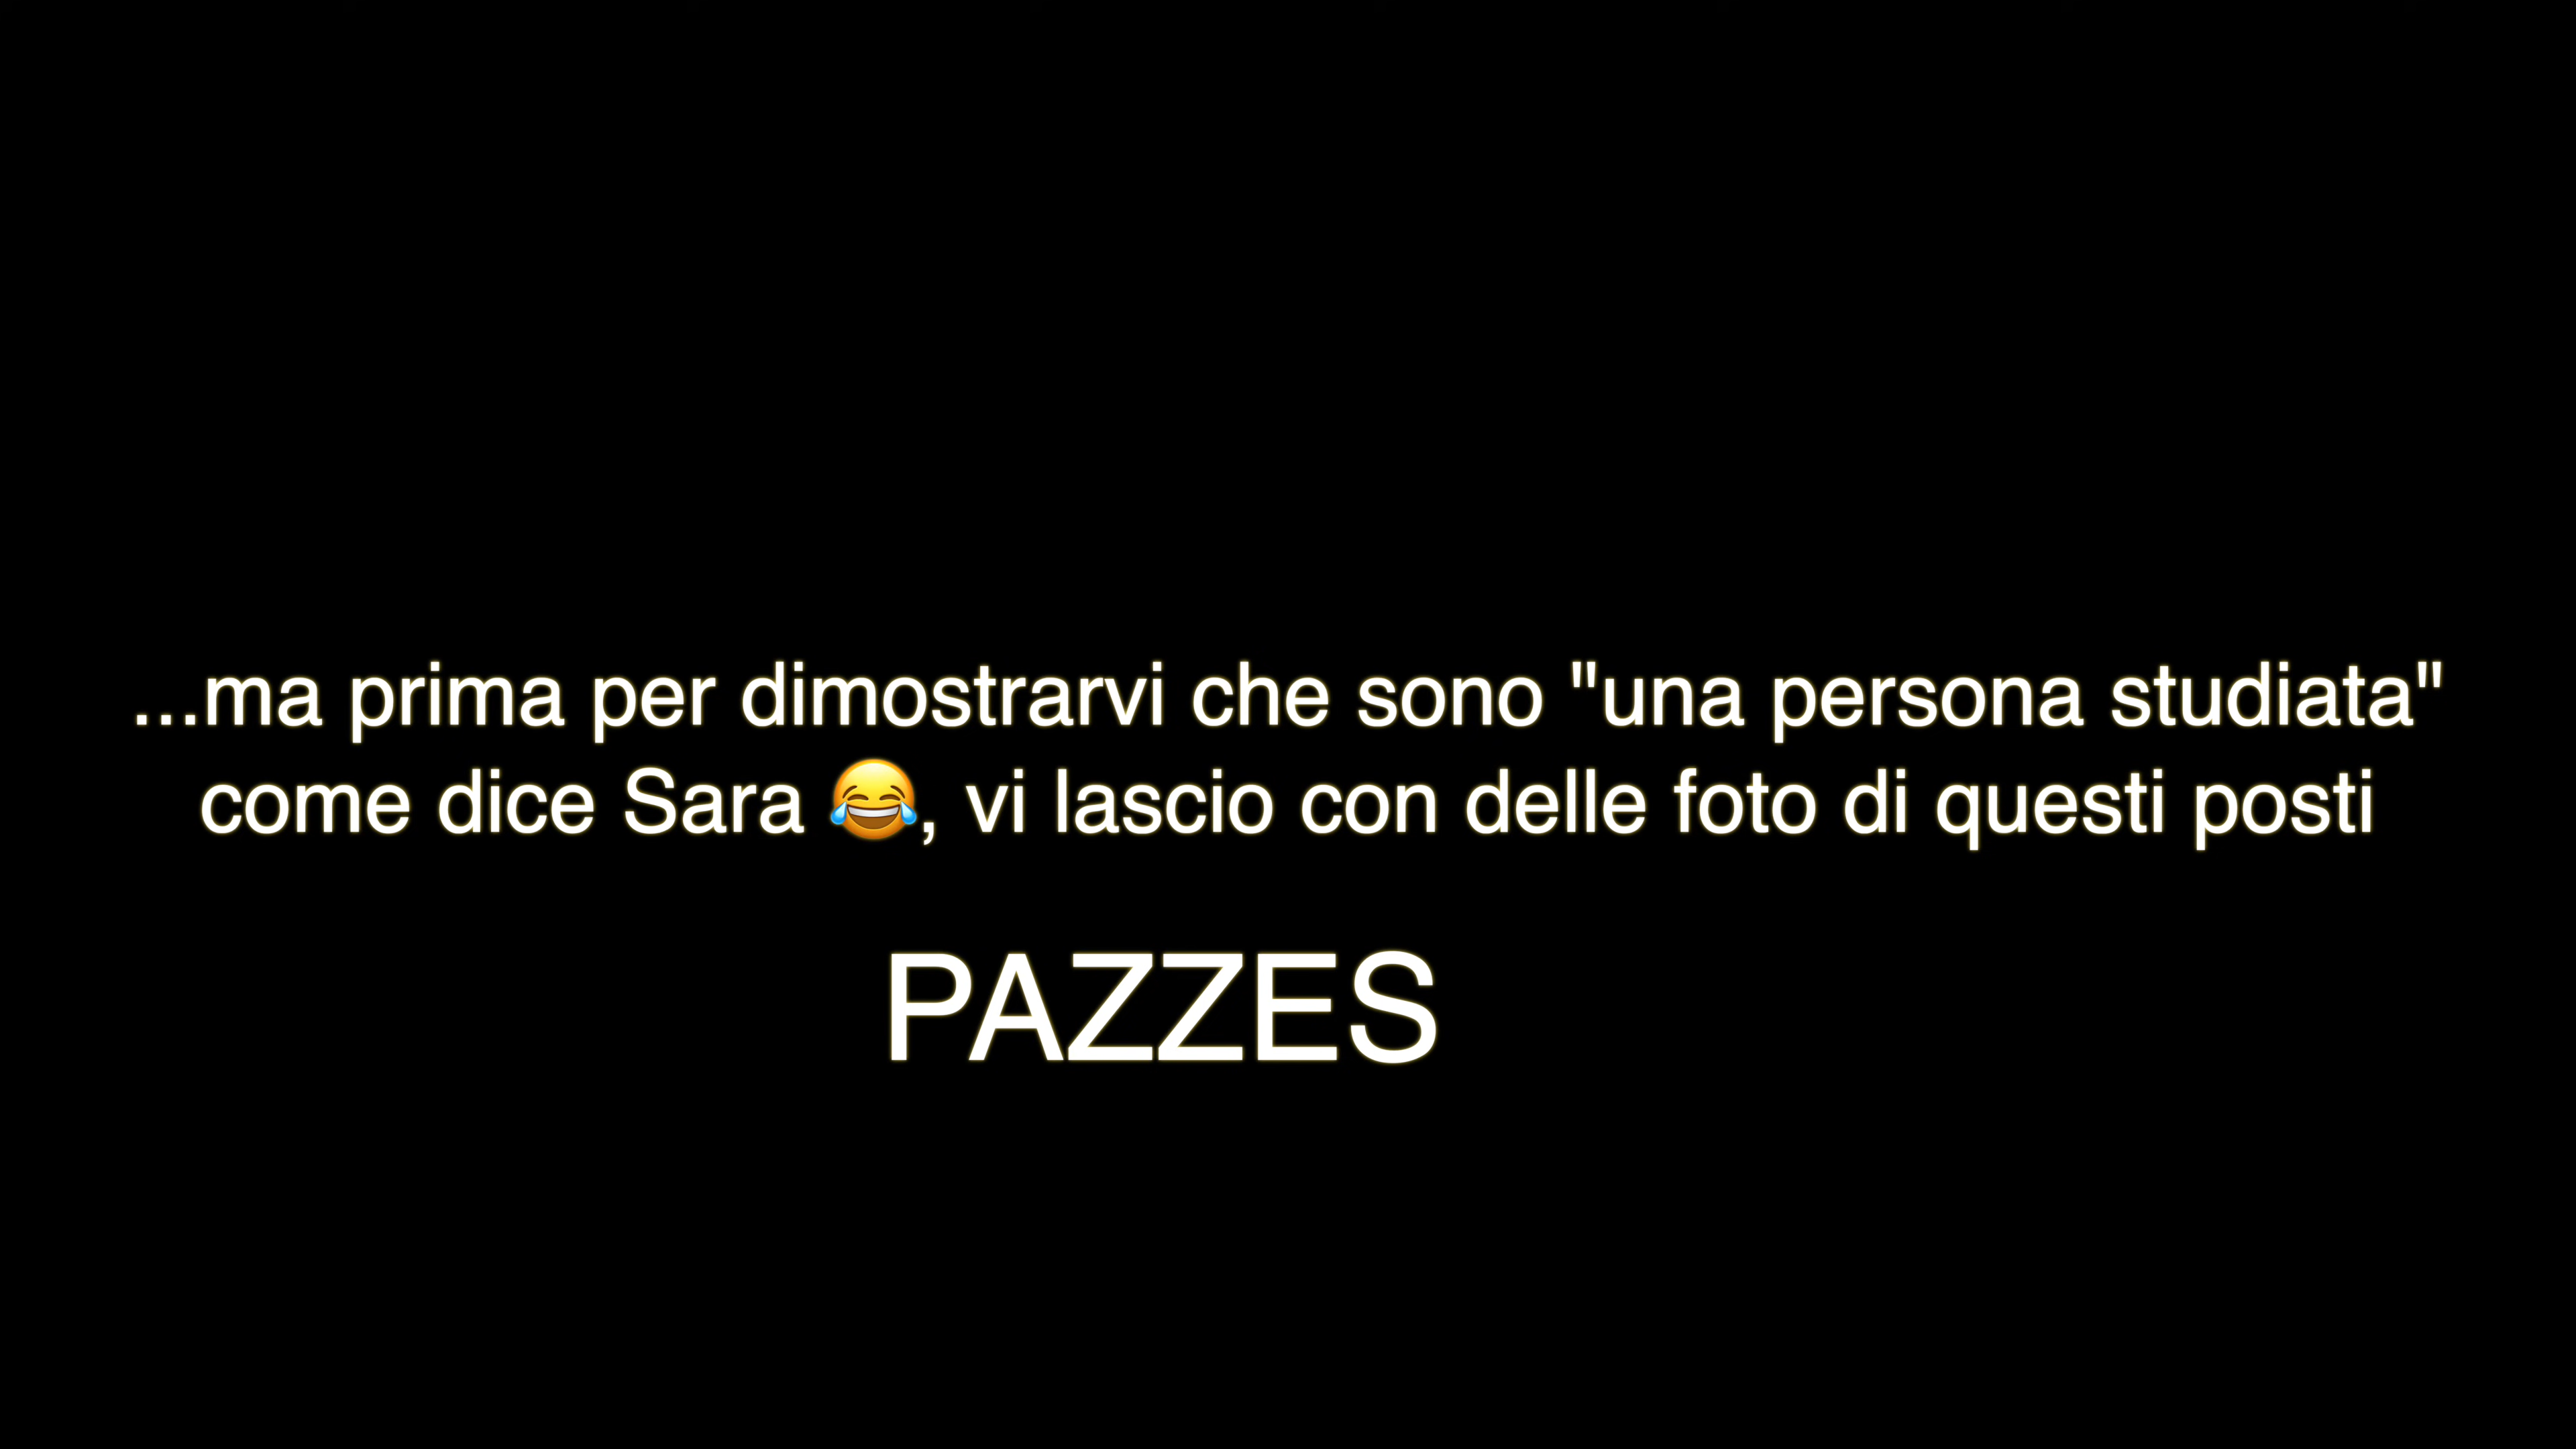 ...ma prima per dimostrarvi che sono "una persona studiata"
come dice Sara 😂, vi lascio con delle foto di questi posti
PAZZES